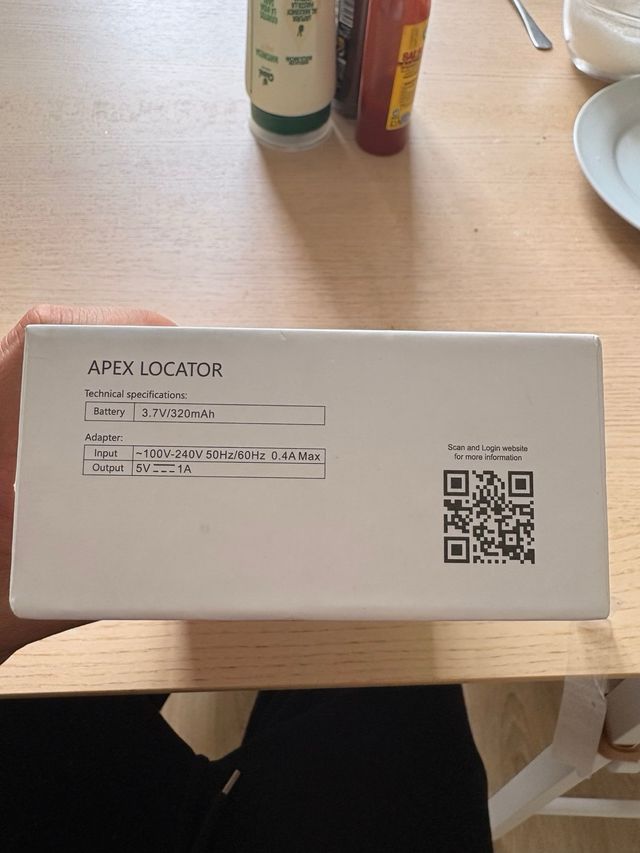 APEX LOCATOR
Technical specifications:
Battery 3.7V/320mAh
Adapter:
Input ~100V-240V 50Hz/60Hz 0.4A Max
Output 5V⎓1A
Scan and Login website
for more information